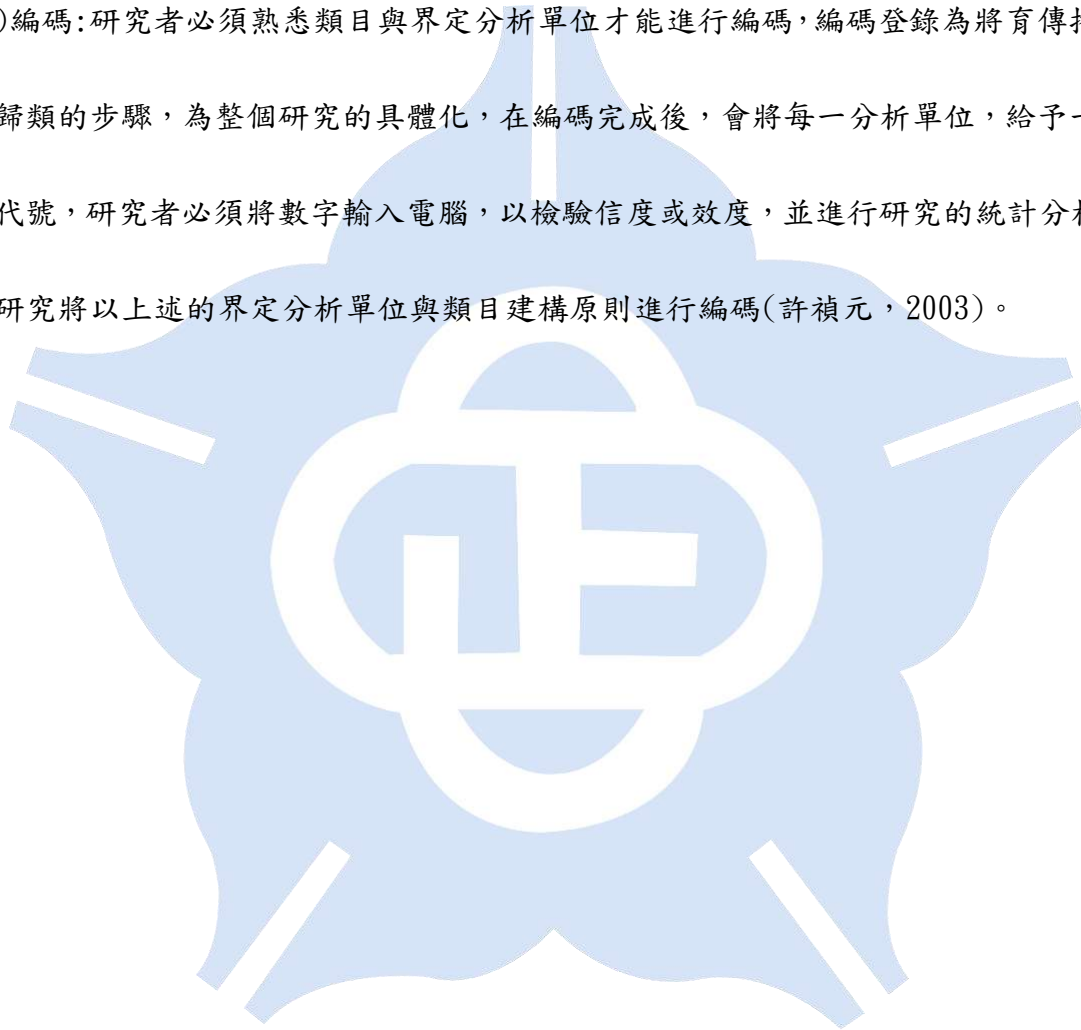 )編碼:研究者必須熟悉類目與界定分析單位才能進行編碼,編碼登錄為將育傳播
歸類的步驟,為整個研究的具體化,在編碼完成後,會將每一分析單位,給予一
代號,研究者必須將數字輸入電腦,以檢驗信度或效度,並進行研究的統計分析
研究將以上述的界定分析單位與類目建構原則進行編碼(許禎元,2003)。
正